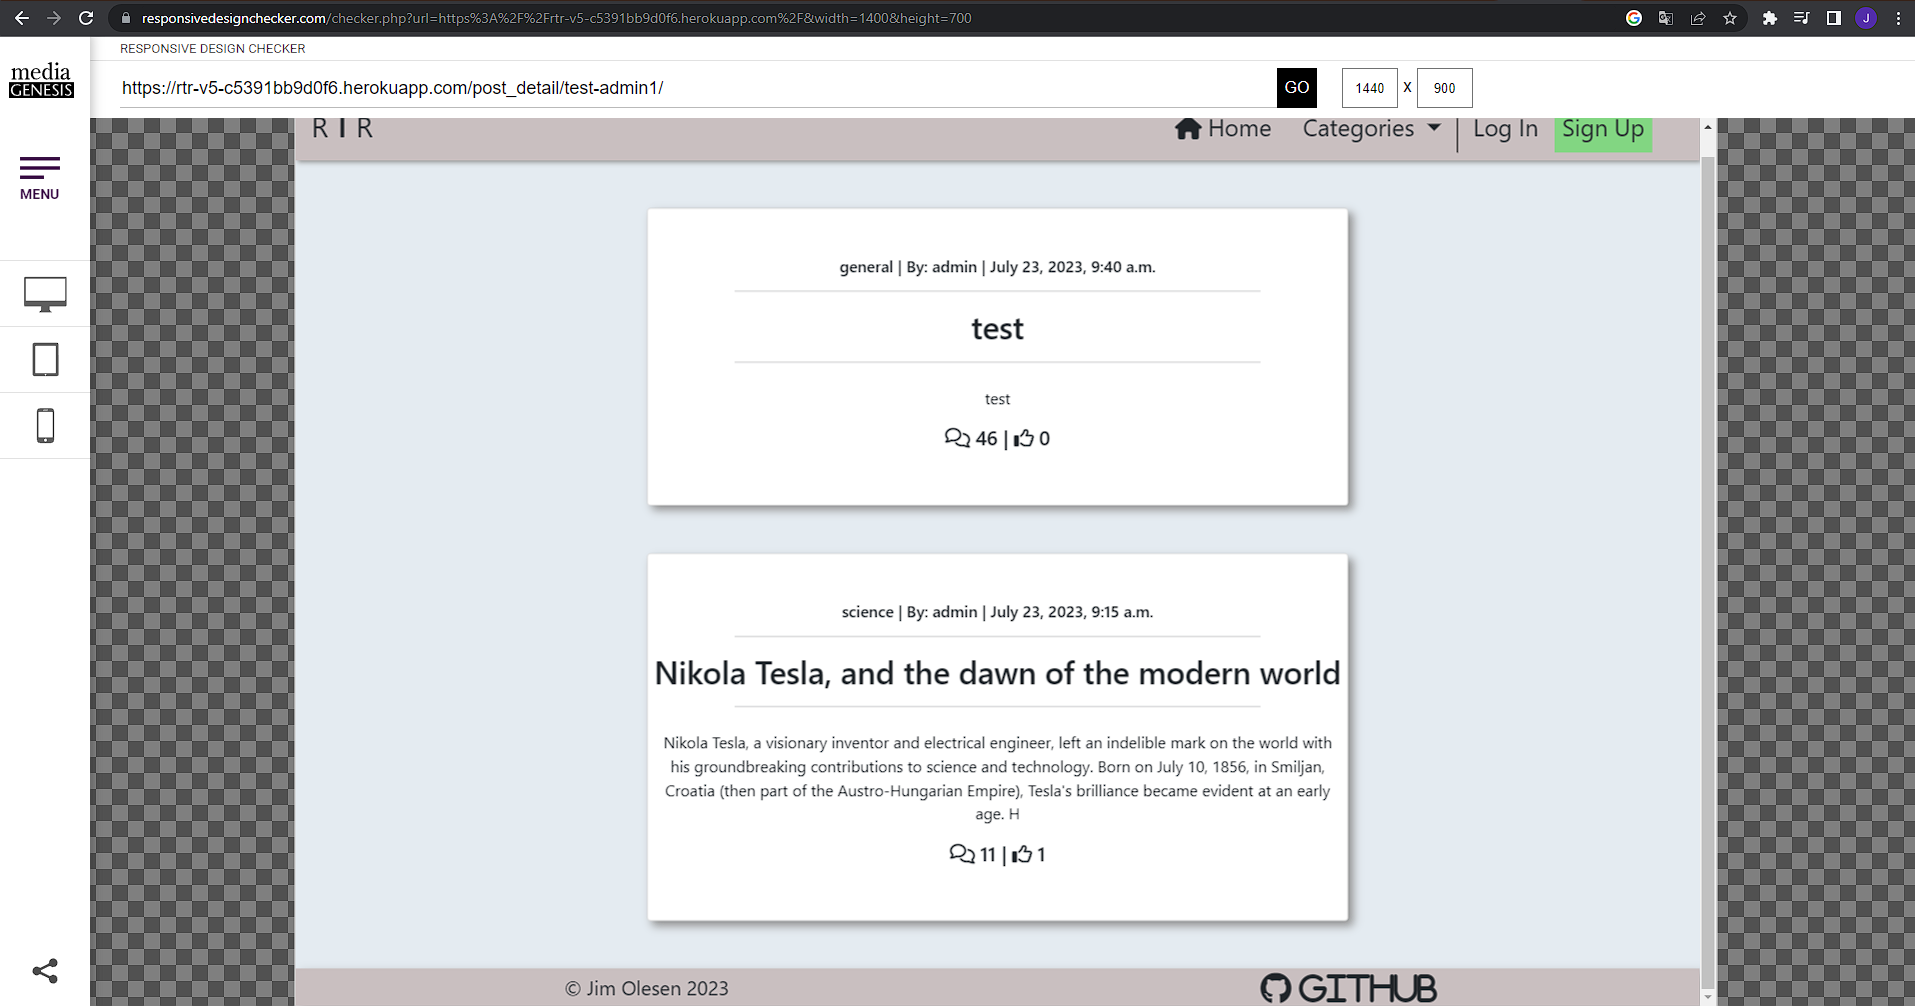 responsivedesignchecker.com/checker.php?url=https%3A%2F%2Frtr-v5-c5391bb9d0f6.herokuapp.com%2F&width=1400&height=700
J
RESPONSIVE DESIGN CHECKER
media
GENESIS
https://rtr-v5-c5391bb9d0f6.herokuapp.com/post_detail/test-admin1/
GO
1440 X 900
MENU
R T R
Home
Categories
Log In
Sign Up
general | By: admin | July 23, 2023, 9:40 a.m.
test
test
46 | 0
science | By: admin | July 23, 2023, 9:15 a.m.
Nikola Tesla, and the dawn of the modern world
Nikola Tesla, a visionary inventor and electrical engineer, left an indelible mark on the world with
his groundbreaking contributions to science and technology. Born on July 10, 1856, in Smiljan,
Croatia (then part of the Austro-Hungarian Empire), Tesla's brilliance became evident at an early
age. H
11 | 1
© Jim Olesen 2023
GITHUB